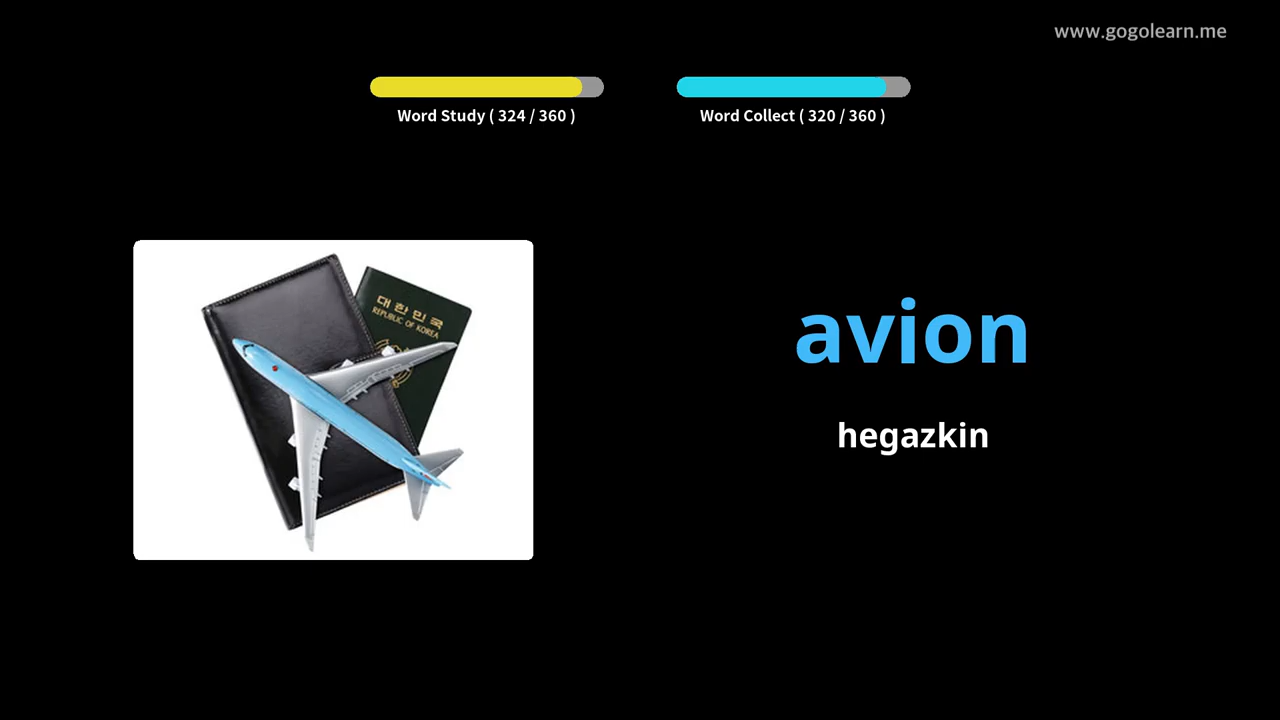 www.gogolearn.me
Word Study ( 324 / 360 )
Word Collect ( 320 / 360 )
대한민국
REPUBLIC OF KOREA
avion
hegazkin